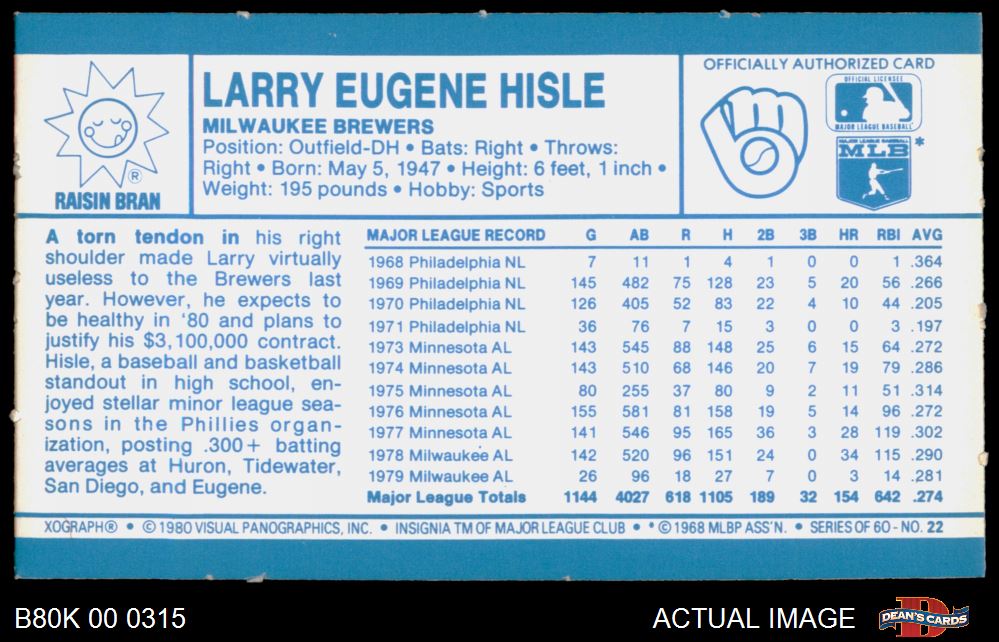 RAISIN BRAN
®
LARRY EUGENE HISLE
MILWAUKEE BREWERS
Position: Outfield-DH • Bats: Right • Throws:
Right • Born: May 5, 1947 • Height: 6 feet, 1 inch •
Weight: 195 pounds • Hobby: Sports
OFFICIALLY AUTHORIZED CARD
OFFICIAL LICENSEE
MAJOR LEAGUE BASEBALL
MAJOR LEAGUE BASEBALL
MLB *
A torn tendon in his right
shoulder made Larry virtually
useless to the Brewers last
year. However, he expects to
be healthy in '80 and plans to
justify his $3,100,000 contract.
Hisle, a baseball and basketball
standout in high school, en-
joyed stellar minor league sea-
sons in the Phillies organ-
ization, posting .300+ batting
averages at Huron, Tidewater,
San Diego, and Eugene.
MAJOR LEAGUE RECORD G AB R H 2B 3B HR RBI AVG
1968 Philadelphia NL 7 11 1 4 1 0 0 1 .364
1969 Philadelphia NL 145 482 75 128 23 5 20 56 .266
1970 Philadelphia NL 126 405 52 83 22 4 10 44 .205
1971 Philadelphia NL 36 76 7 15 3 0 0 3 .197
1973 Minnesota AL 143 545 88 148 25 6 15 64 .272
1974 Minnesota AL 143 510 68 146 20 7 19 79 .286
1975 Minnesota AL 80 255 37 80 9 2 11 51 .314
1976 Minnesota AL 155 581 81 158 19 5 14 96 .272
1977 Minnesota AL 141 546 95 165 36 3 28 119 .302
1978 Milwaukee AL 142 520 96 151 24 0 34 115 .290
1979 Milwaukee AL 26 96 18 27 7 0 3 14 .281
Major League Totals 1144 4027 618 1105 189 32 154 642 .274
XOGRAPH® • © 1980 VISUAL PANOGRAPHICS, INC. • INSIGNIA TM OF MAJOR LEAGUE CLUB • * © 1968 MLBP ASS'N. • SERIES OF 60 - NO. 22
B80K 00 0315
ACTUAL IMAGE
DEAN'S CARDS